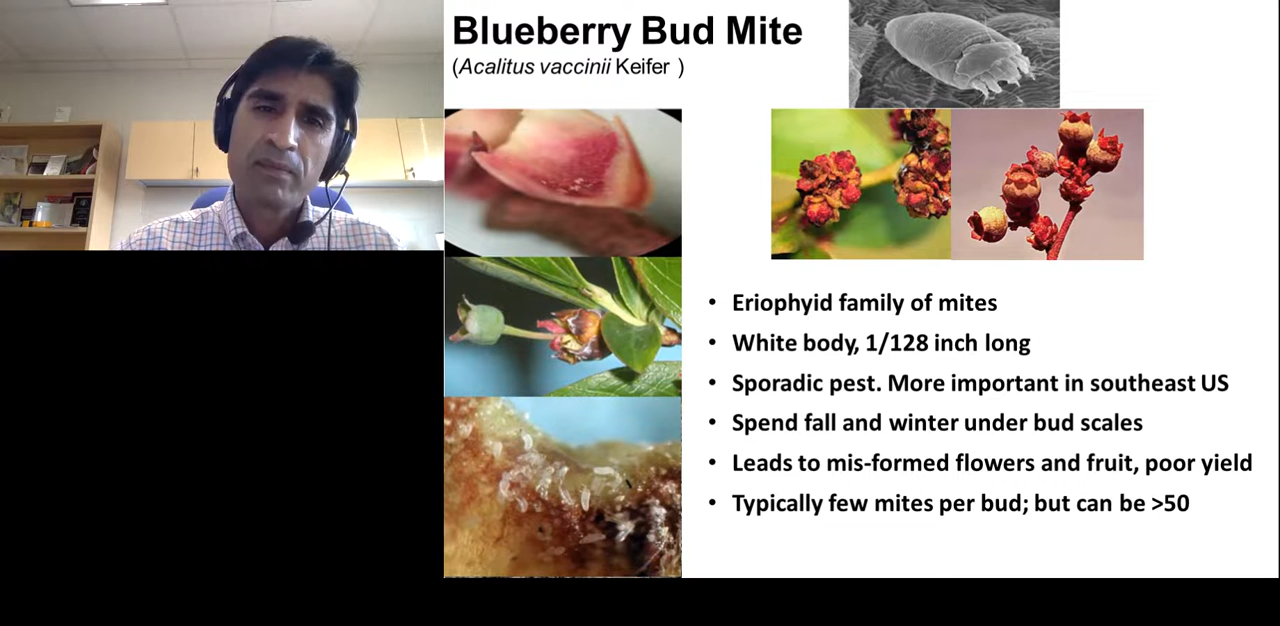 Blueberry Bud Mite
(Acalitus vaccinii Keifer )
• Eriophyid family of mites
• White body, 1/128 inch long
• Sporadic pest. More important in southeast US
• Spend fall and winter under bud scales
• Leads to mis-formed flowers and fruit, poor yield
• Typically few mites per bud; but can be >50